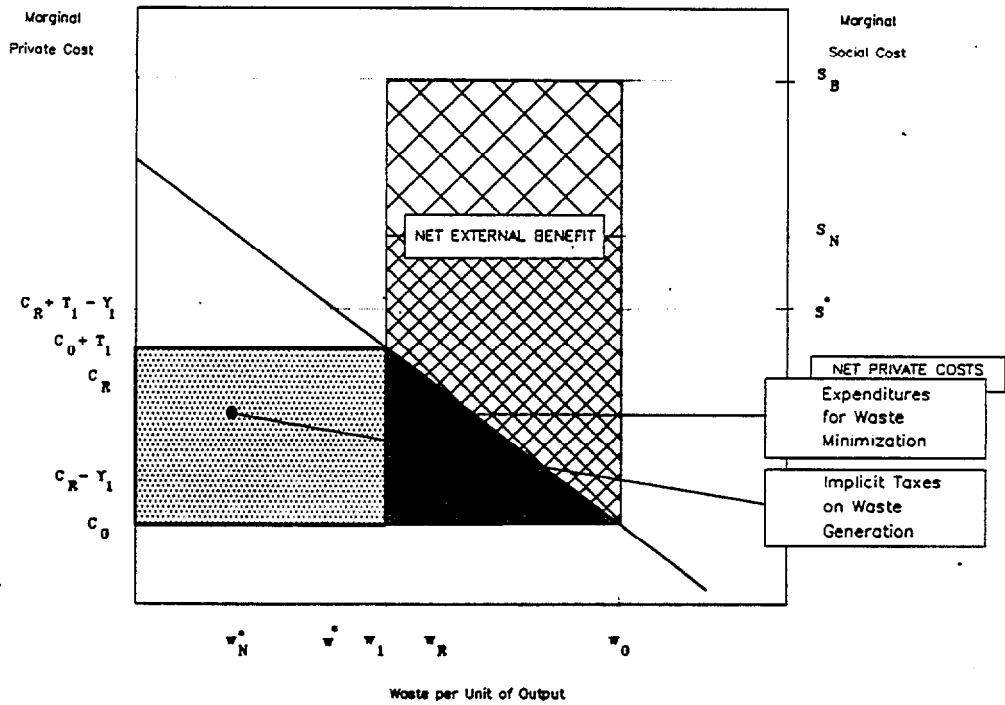 Marginal
Private Cost
Marginal
Social Cost
S_B
NET EXTERNAL BENEFIT
S_N
C_R + T_1 - Y_1
S*
C_0 + T_1
C_R
NET PRIVATE COSTS
Expenditures
for Waste
Minimization
C_R - Y_1
Implicit Taxes
on Waste
Generation
C_0
w*_N
w*
w_1
w_R
w_0
Waste per Unit of Output